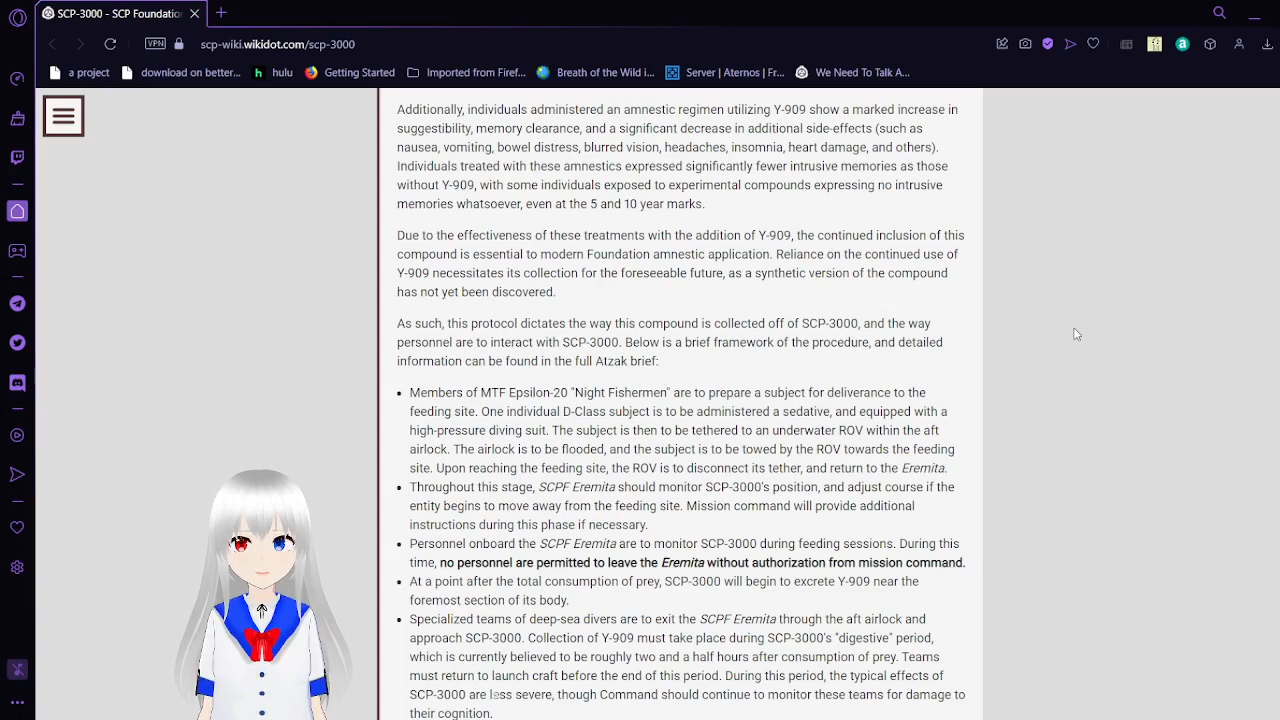 SCP-3000 - SCP Foundation
VPN
scp-wiki.wikidot.com/scp-3000
a project
download on better...
hulu
Getting Started
Imported from Firef...
Breath of the Wild i...
Server | Aternos | Fr...
We Need To Talk A...
Additionally, individuals administered an amnestic regimen utilizing Y-909 show a marked increase in
suggestibility, memory clearance, and a significant decrease in additional side-effects (such as
nausea, vomiting, bowel distress, blurred vision, headaches, insomnia, heart damage, and others).
Individuals treated with these amnestics expressed significantly fewer intrusive memories as those
without Y-909, with some individuals exposed to experimental compounds expressing no intrusive
memories whatsoever, even at the 5 and 10 year marks.
Due to the effectiveness of these treatments with the addition of Y-909, the continued inclusion of this
compound is essential to modern Foundation amnestic application. Reliance on the continued use of
Y-909 necessitates its collection for the foreseeable future, as a synthetic version of the compound
has not yet been discovered.
As such, this protocol dictates the way this compound is collected off of SCP-3000, and the way
personnel are to interact with SCP-3000. Below is a brief framework of the procedure, and detailed
information can be found in the full Atzak brief:
• Members of MTF Epsilon-20 "Night Fishermen" are to prepare a subject for deliverance to the
feeding site. One individual D-Class subject is to be administered a sedative, and equipped with a
high-pressure diving suit. The subject is then to be tethered to an underwater ROV within the aft
airlock. The airlock is to be flooded, and the subject is to be towed by the ROV towards the feeding
site. Upon reaching the feeding site, the ROV is to disconnect its tether, and return to the Eremita.
• Throughout this stage, SCPF Eremita should monitor SCP-3000's position, and adjust course if the
entity begins to move away from the feeding site. Mission command will provide additional
instructions during this phase if necessary.
• Personnel onboard the SCPF Eremita are to monitor SCP-3000 during feeding sessions. During this
time, no personnel are permitted to leave the Eremita without authorization from mission command.
• At a point after the total consumption of prey, SCP-3000 will begin to excrete Y-909 near the
foremost section of its body.
• Specialized teams of deep-sea divers are to exit the SCPF Eremita through the aft airlock and
approach SCP-3000. Collection of Y-909 must take place during SCP-3000's "digestive" period,
which is currently believed to be roughly two and a half hours after consumption of prey. Teams
must return to launch craft before the end of this period. During this period, the typical effects of
SCP-3000 are less severe, though Command should continue to monitor these teams for damage to
their cognition.